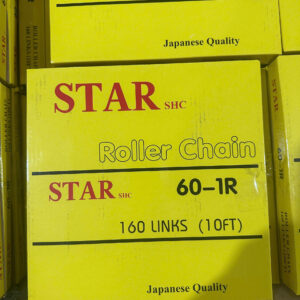 Japanese Quality
STAR SHC
Roller Chain
STAR SHC 60-1R
160 LINKS (10FT)
Japanese Quality